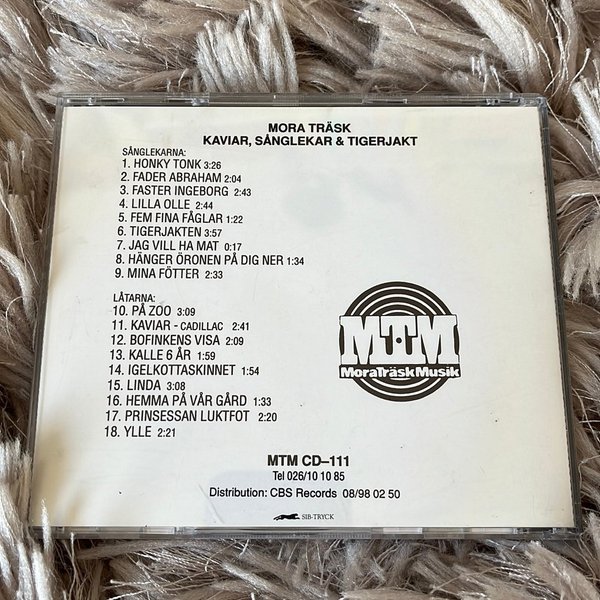 MORA TRÄSK
KAVIAR, SÅNGLEKAR & TIGERJAKT
SÅNGLEKARNA:
1. HONKY TONK 3:26
2. FADER ABRAHAM 2:04
3. FASTER INGEBORG 2:43
4. LILLA OLLE 2:44
5. FEM FINA FÅGLAR 1:22
6. TIGERJAKTEN 3:57
7. JAG VILL HA MAT 0:17
8. HÄNGER ÖRONEN PÅ DIG NER 1:34
9. MINA FÖTTER 2:33
LÅTARNA:
10. PÅ ZOO 3:09
11. KAVIAR - CADILLAC 2:41
12. BOFINKENS VISA 2:09
13. KALLE 6 ÅR 1:59
14. IGELKOTTASKINNET 1:54
15. LINDA 3:08
16. HEMMA PÅ VÅR GÅRD 1:33
17. PRINSESSAN LUKTFOT 2:20
18. YLLE 2:21
MTM
MoraTräskMusik
MTM CD–111
Tel 026/10 10 85
Distribution: CBS Records 08/98 02 50
SIB-TRYCK